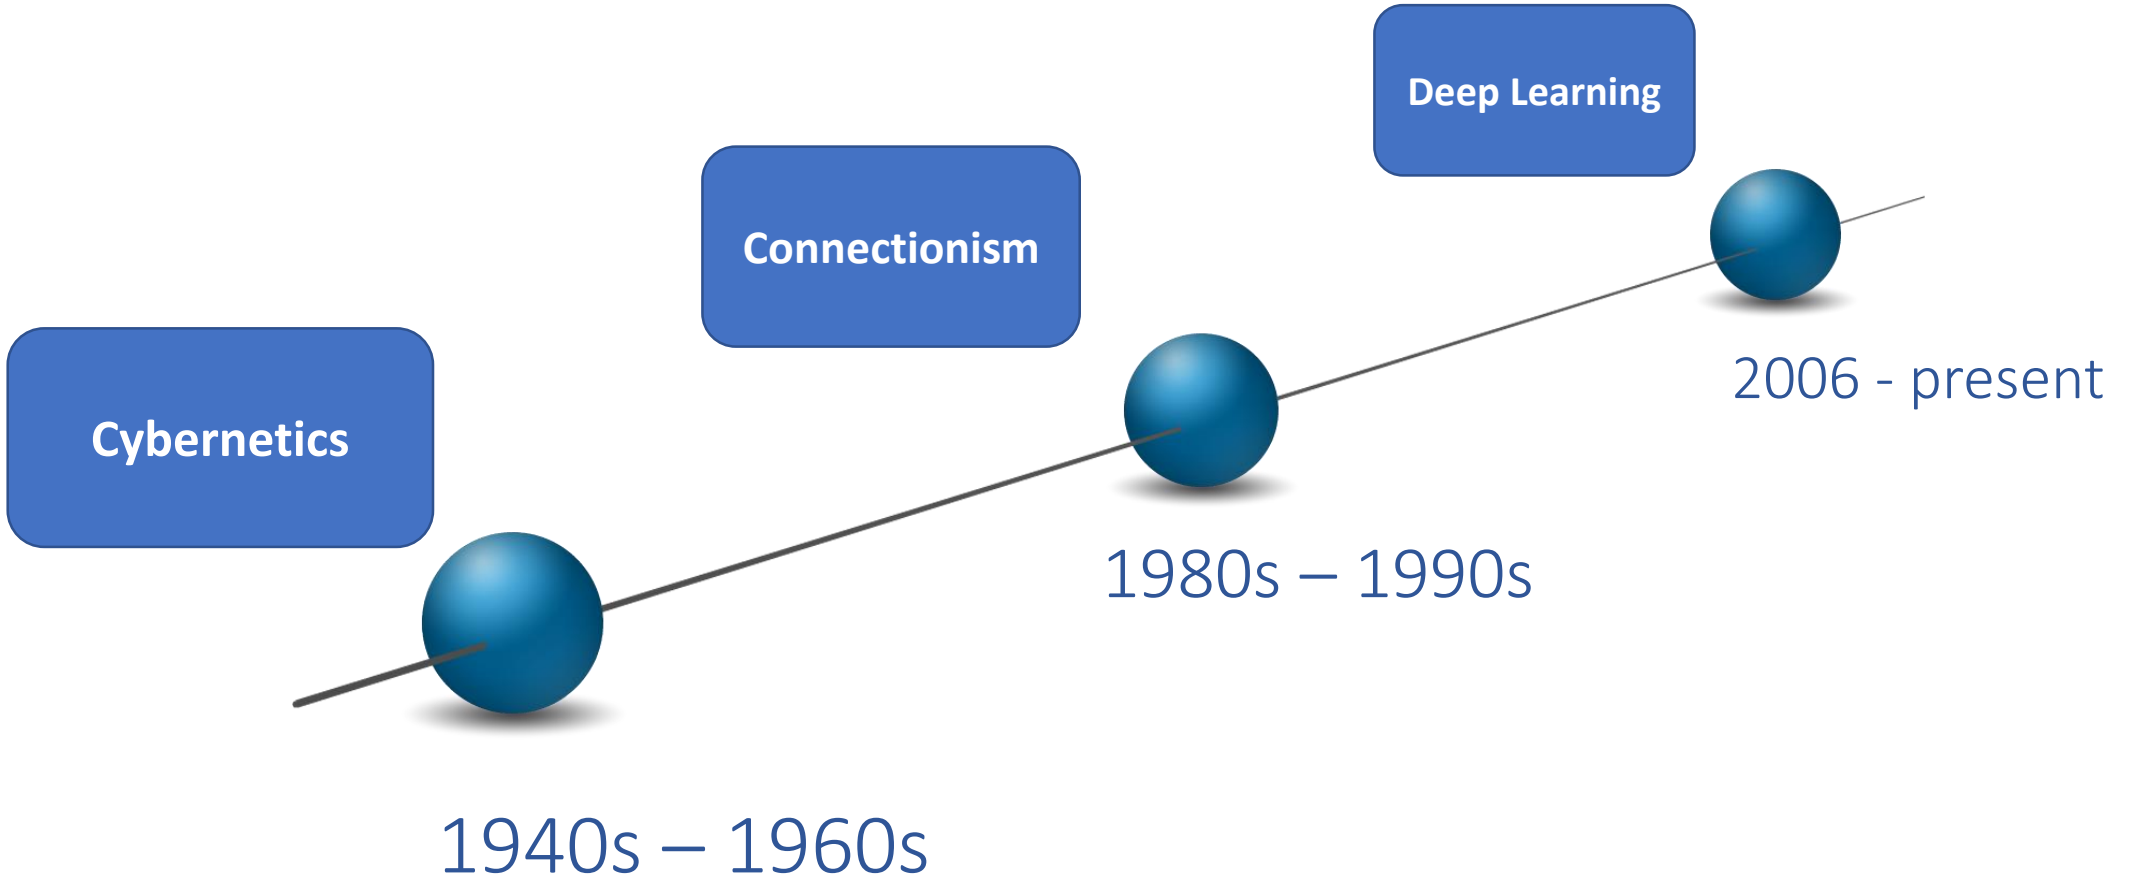 Deep Learning
Connectionism
2006 - present
Cybernetics
1980s – 1990s
1940s – 1960s